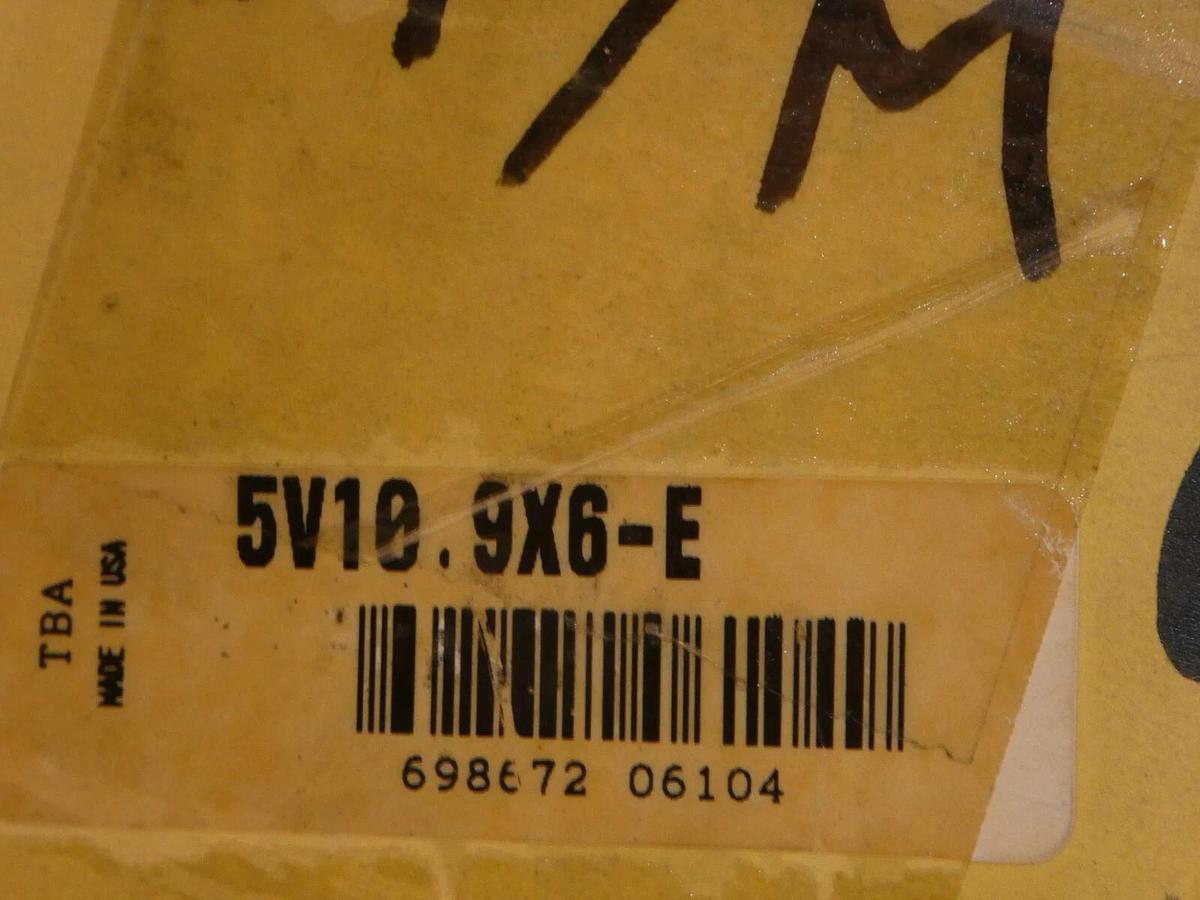 /M
5V10.9X6-E
TBA
MADE IN USA
698672 06104